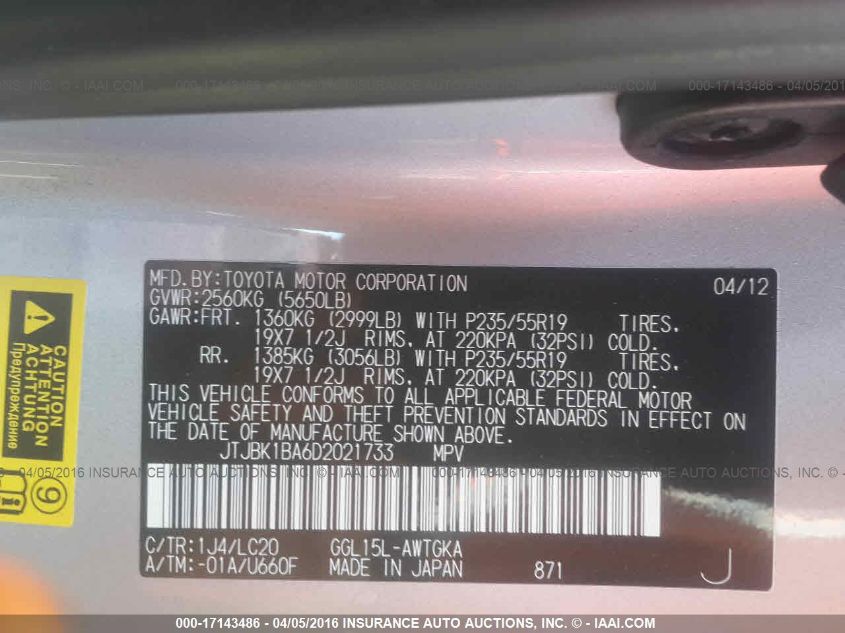 MFD.BY:TOYOTA MOTOR CORPORATION 04/12
GVWR:2560KG (5650LB)
GAWR:FRT. 1360KG (2999LB) WITH P235/55R19 TIRES,
19X7 1/2J RIMS, AT 220KPA (32PSI) COLD.
RR. 1385KG (3056LB) WITH P235/55R19 TIRES,
19X7 1/2J RIMS, AT 220KPA (32PSI) COLD.
THIS VEHICLE CONFORMS TO ALL APPLICABLE FEDERAL MOTOR
VEHICLE SAFETY AND THEFT PREVENTION STANDARDS IN EFFECT ON
THE DATE OF MANUFACTURE SHOWN ABOVE.
JTJBK1BA6D2021733 MPV
C/TR:1J4/LC20 GGL15L-AWTGKA
A/TM:-01A/U660F MADE IN JAPAN 871 J
CAUTION
ATTENTION
ACHTUNG
Предупреждение
9
000-17143486 - 04/05/2016 INSURANCE AUTO AUCTIONS, INC. - IAAI.COM